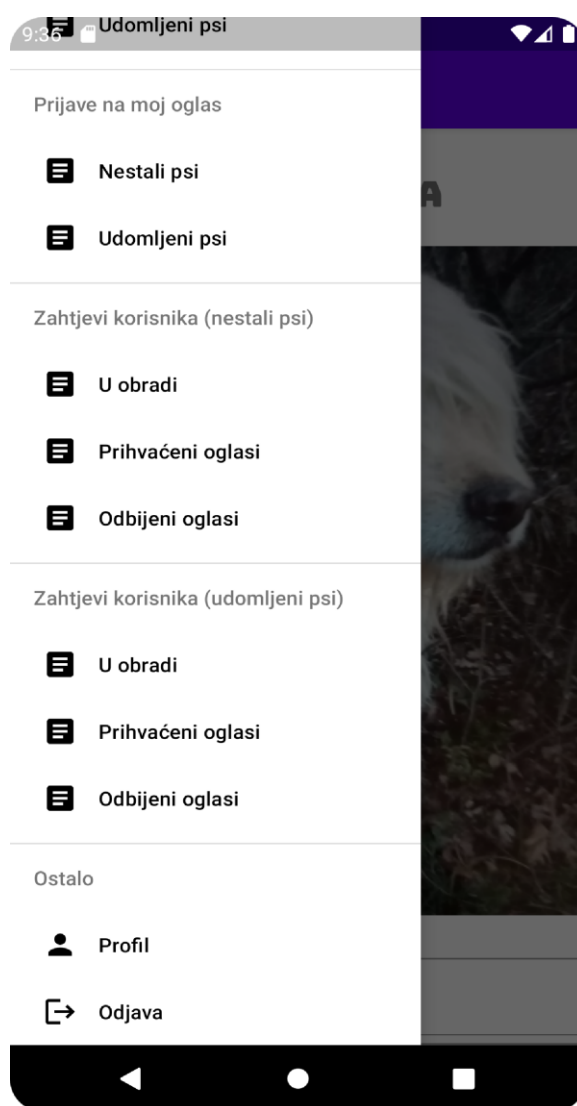 9:36
Udomljeni psi
Prijave na moj oglas
Nestali psi
Udomljeni psi
Zahtjevi korisnika (nestali psi)
U obradi
Prihvaćeni oglasi
Odbijeni oglasi
Zahtjevi korisnika (udomljeni psi)
U obradi
Prihvaćeni oglasi
Odbijeni oglasi
Ostalo
Profil
Odjava